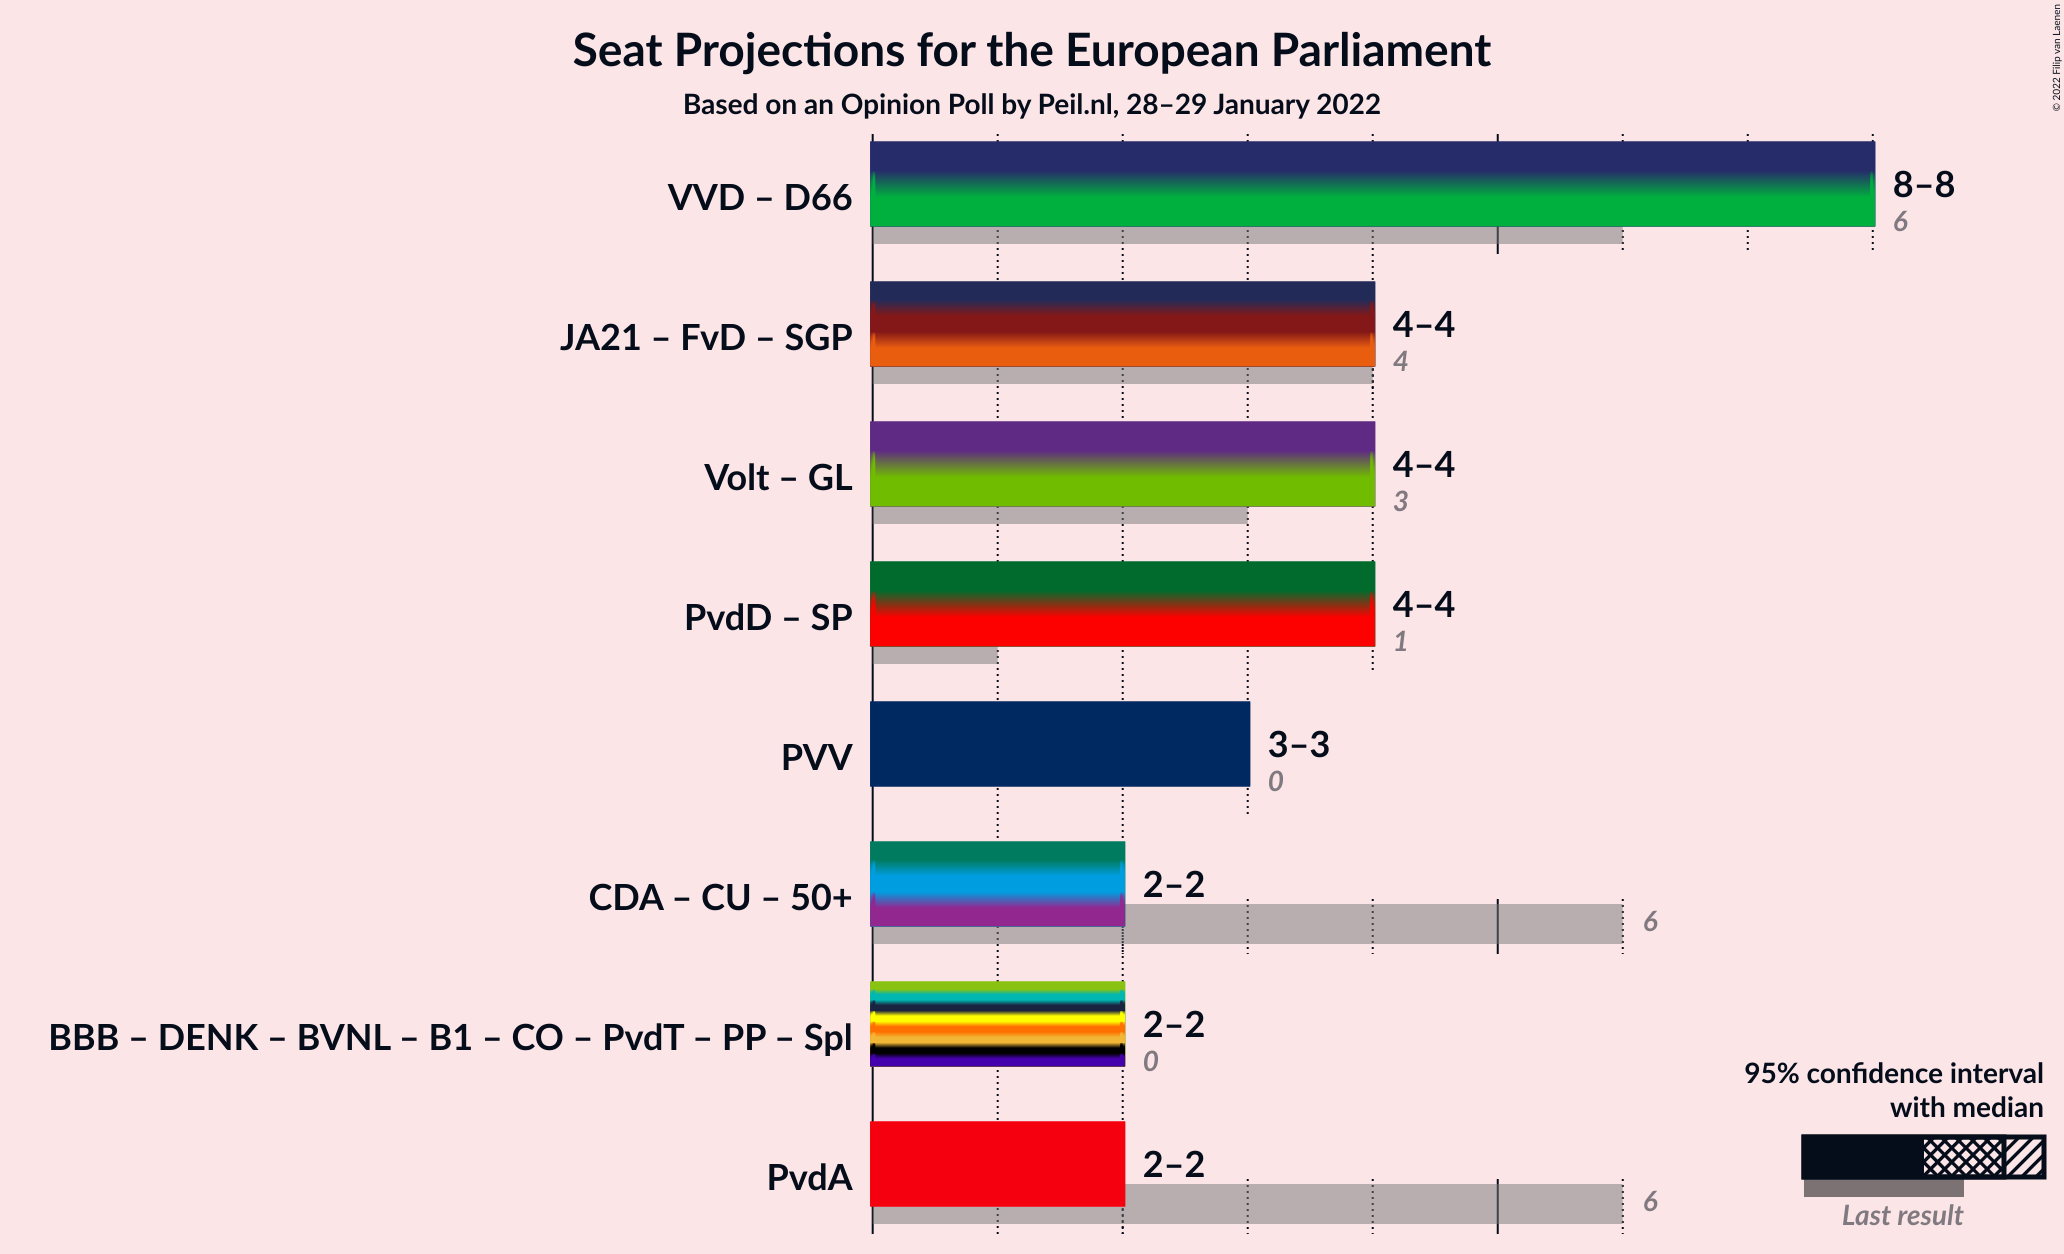 Seat Projections for the European Parliament
Based on an Opinion Poll by Peil.nl, 28–29 January 2022
© 2022 Filip van Laenen
VVD – D66
8–8
6
JA21 – FvD – SGP
4–4
4
Volt – GL
4–4
3
PvdD – SP
4–4
1
PVV
3–3
0
CDA – CU – 50+
2–2
6
BBB – DENK – BVNL – B1 – CO – PvdT – PP – Spl
2–2
0
PvdA
2–2
6
95% confidence interval
with median
Last result